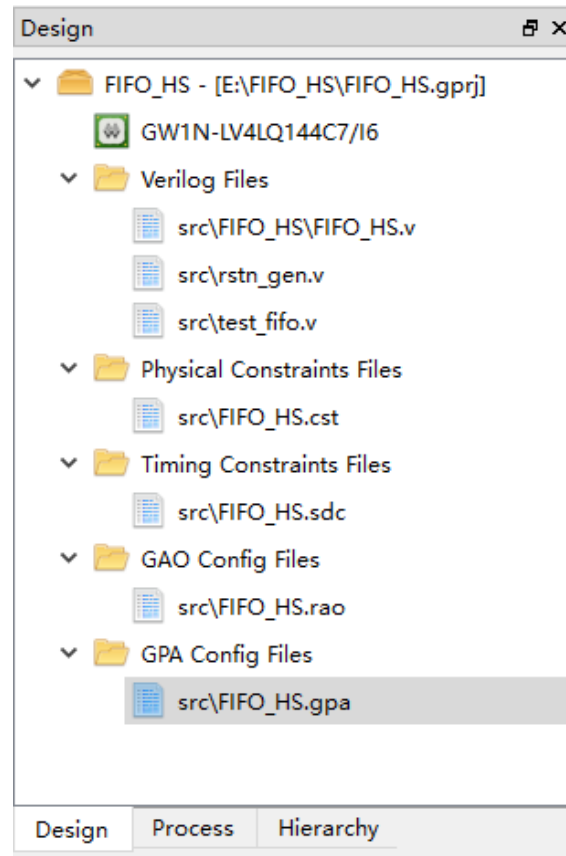 Design
FIFO_HS - [E:\FIFO_HS\FIFO_HS.gprj]
GW1N-LV4LQ144C7/I6
Verilog Files
src\FIFO_HS\FIFO_HS.v
src\rstn_gen.v
src\test_fifo.v
Physical Constraints Files
src\FIFO_HS.cst
Timing Constraints Files
src\FIFO_HS.sdc
GAO Config Files
src\FIFO_HS.rao
GPA Config Files
src\FIFO_HS.gpa
Design Process Hierarchy